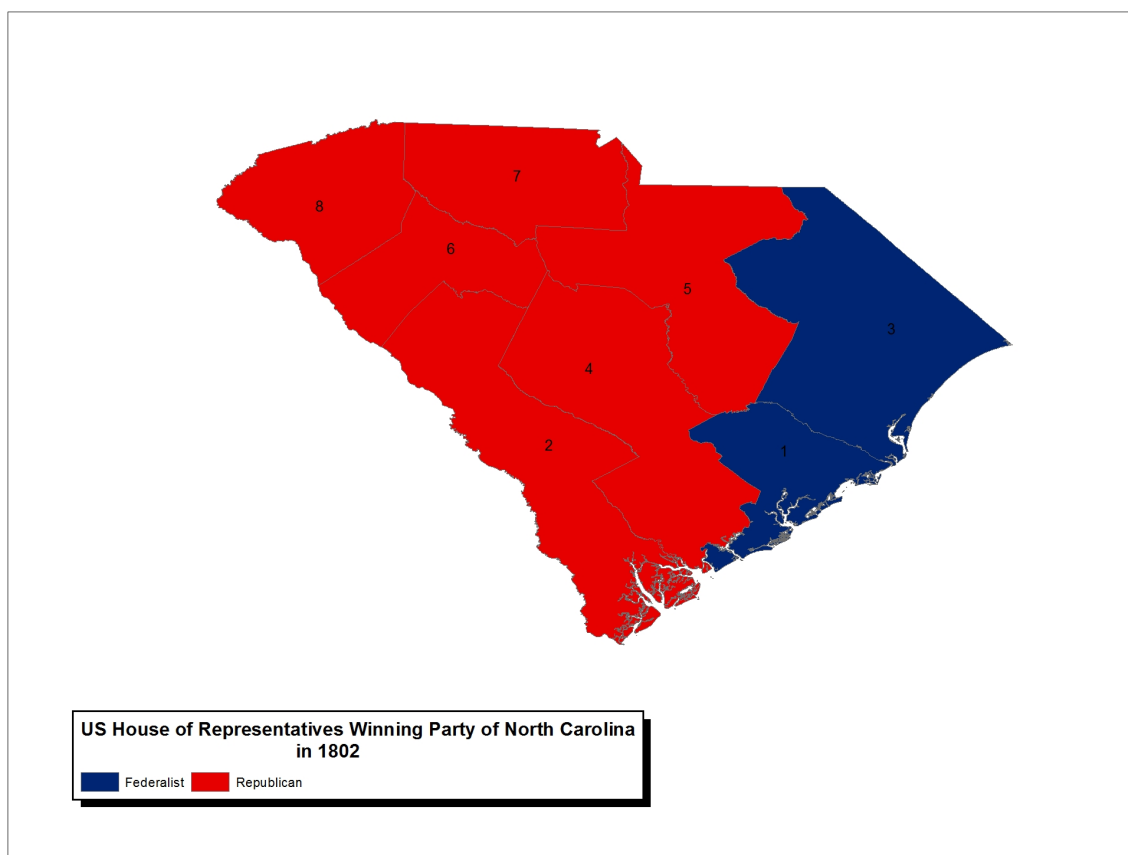 7
8
6
5
3
4
2
1
US House of Representatives Winning Party of North Carolina
in 1802
Federalist Republican